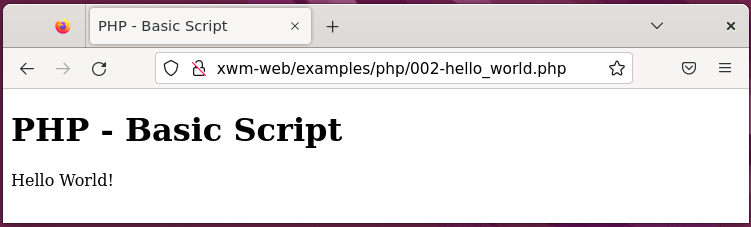 PHP - Basic Script
xwm-web/examples/php/002-hello_world.php
PHP - Basic Script
Hello World!